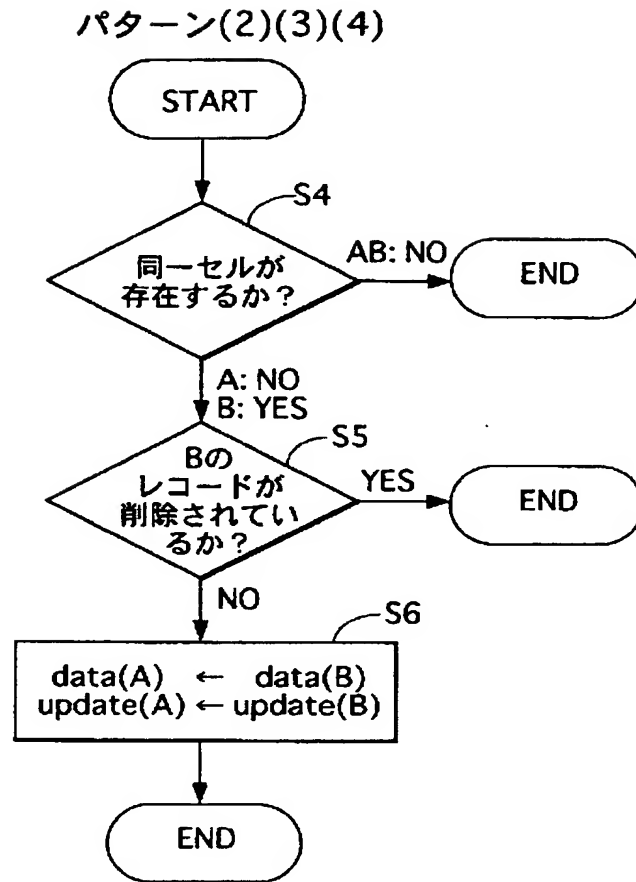 パターン(2)(3)(4)
START
S4
同一セルが
存在するか？
AB: NO
END
A: NO
B: YES
S5
Bの
レコードが
削除されてい
るか？
YES
END
NO
S6
data(A) ← data(B)
update(A) ← update(B)
END